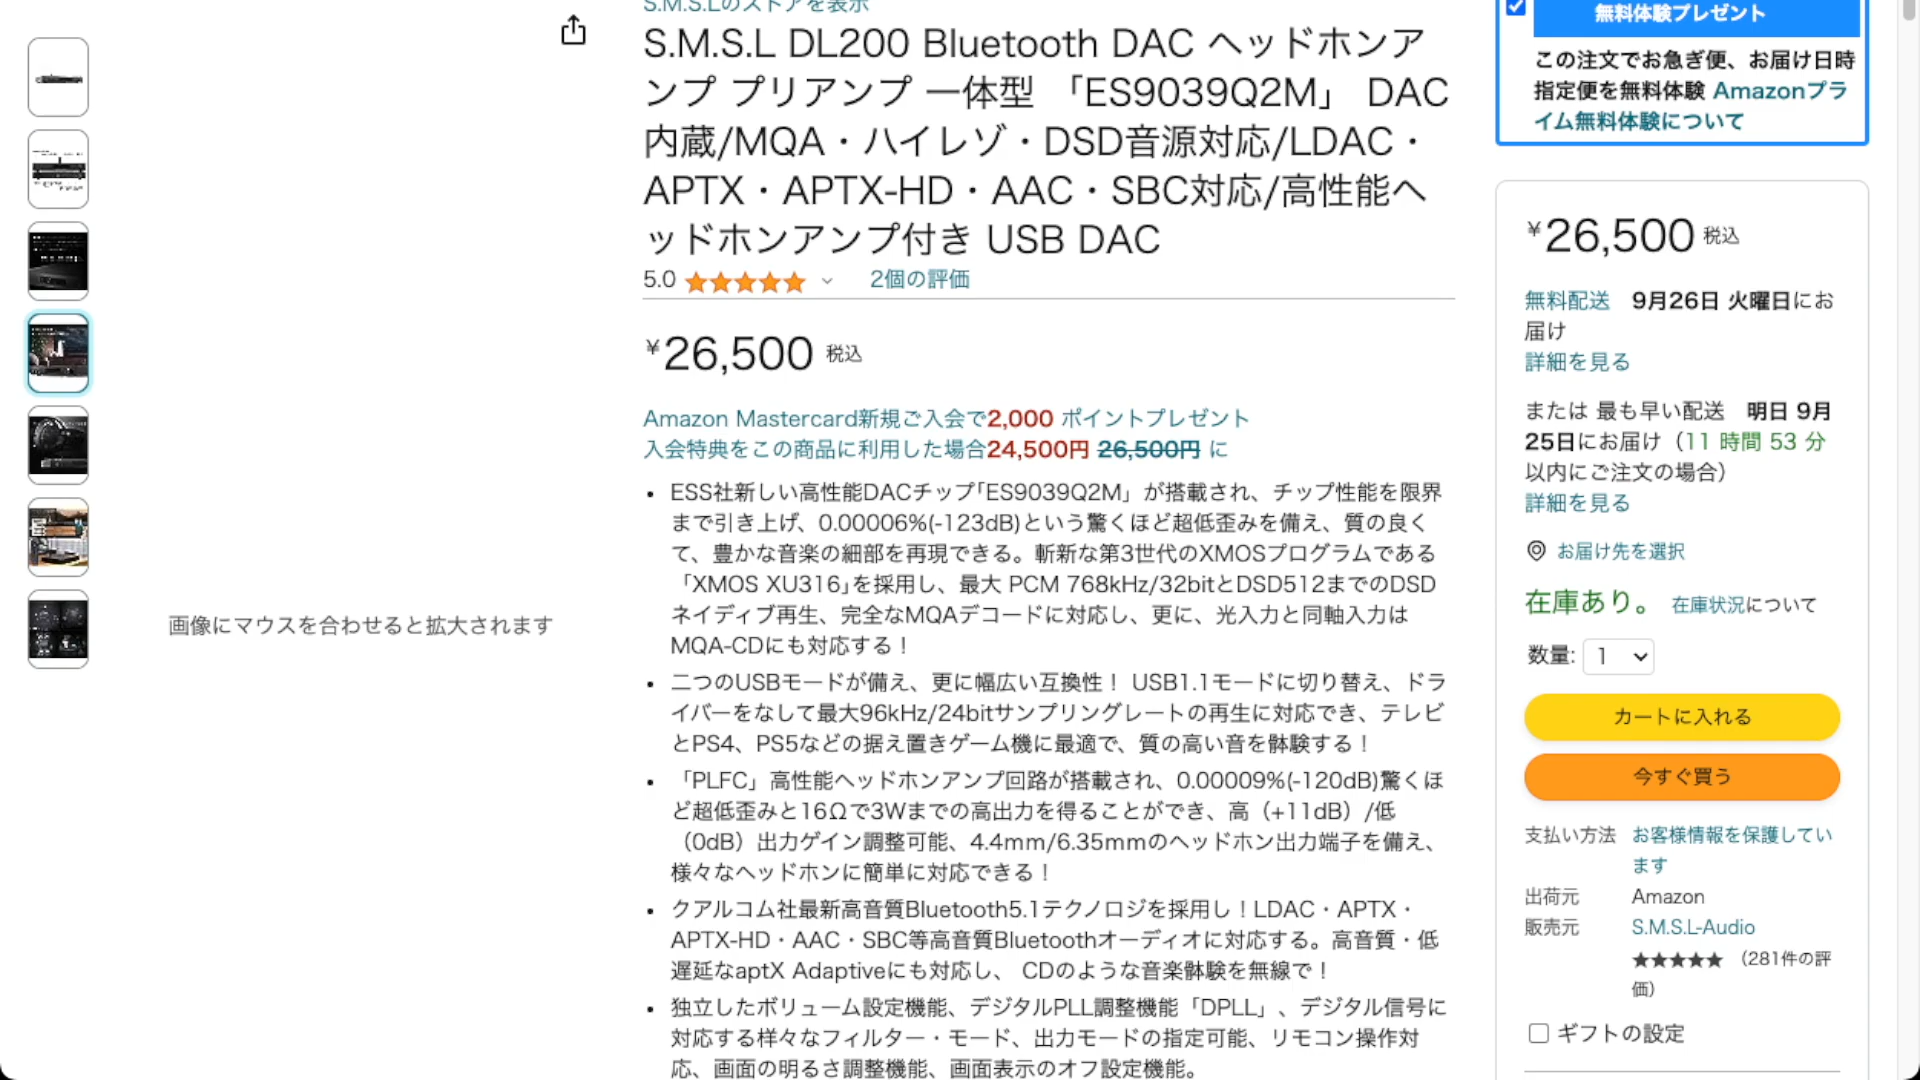 S.M.S.Lのストアを表示
S.M.S.L DL200 Bluetooth DAC ヘッドホンア
ンプ プリアンプ 一体型 「ES9039Q2M」 DAC
内蔵/MQA・ハイレゾ・DSD音源対応/LDAC・
APTX・APTX-HD・AAC・SBC対応/高性能ヘ
ッドホンアンプ付き USB DAC
5.0 2個の評価
¥26,500 税込
Amazon Mastercard新規ご入会で2,000 ポイントプレゼント
入会特典をこの商品に利用した場合24,500円 26,500円 に
• ESS社新しい高性能DACチップ｢ES9039Q2M」が搭載され、チップ性能を限界
まで引き上げ、0.00006%(-123dB)という驚くほど超低歪みを備え、質の良く
て、豊かな音楽の細部を再現できる。斬新な第3世代のXMOSプログラムである
「XMOS XU316｣を採用し、最大 PCM 768kHz/32bitとDSD512までのDSD
ネイディブ再生、完全なMQAデコードに対応し、更に、光入力と同軸入力は
MQA-CDにも対応する！
• 二つのUSBモードが備え、更に幅広い互換性！ USB1.1モードに切り替え、ドラ
イバーをなして最大96kHz/24bitサンプリングレートの再生に対応でき、テレビ
とPS4、PS5などの据え置きゲーム機に最適で、質の高い音を体験する！
• 「PLFC」高性能ヘッドホンアンプ回路が搭載され、0.00009%(-120dB)驚くほ
ど超低歪みと16Ωで3Wまでの高出力を得ることができ、高（+11dB）/低
（0dB）出力ゲイン調整可能、4.4mm/6.35mmのヘッドホン出力端子を備え、
様々なヘッドホンに簡単に対応できる！
• クアルコム社最新高音質Bluetooth5.1テクノロジを採用し！LDAC・APTX・
APTX-HD・AAC・SBC等高音質Bluetoothオーディオに対応する。高音質・低
遅延なaptX Adaptiveにも対応し、 CDのような音楽体験を無線で！
• 独立したボリューム設定機能、デジタルPLL調整機能「DPLL」、デジタル信号に
対応する様々なフィルター・モード、出力モードの指定可能、リモコン操作対
応、画面の明るさ調整機能、画面表示のオフ設定機能。
画像にマウスを合わせると拡大されます
無料体験プレゼント
この注文でお急ぎ便、お届け日時
指定便を無料体験 Amazonプラ
イム無料体験について
¥26,500 税込
無料配送 9月26日 火曜日にお
届け
詳細を見る
または 最も早い配送 明日 9月
25日にお届け（11 時間 53 分
以内にご注文の場合）
詳細を見る
お届け先を選択
在庫あり。 在庫状況について
数量: 1
カートに入れる
今すぐ買う
支払い方法 お客様情報を保護してい
ます
出荷元 Amazon
販売元 S.M.S.L-Audio
（281件の評
価）
ギフトの設定